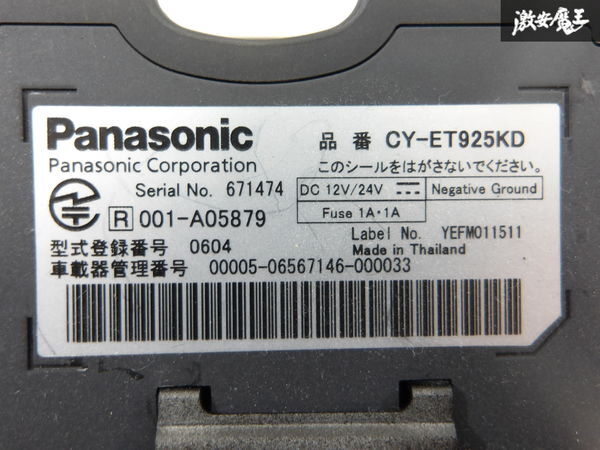 激安魔王
Panasonic 品番 CY-ET925KD
Panasonic Corporation このシールをはがさないでください。
Serial No. 671474 DC 12V/24V Negative Ground
R 001-A05879 Fuse 1A・1A
Label No. YEFM011511
型式登録番号 0604 Made in Thailand
車載器管理番号 00005-06567146-000033